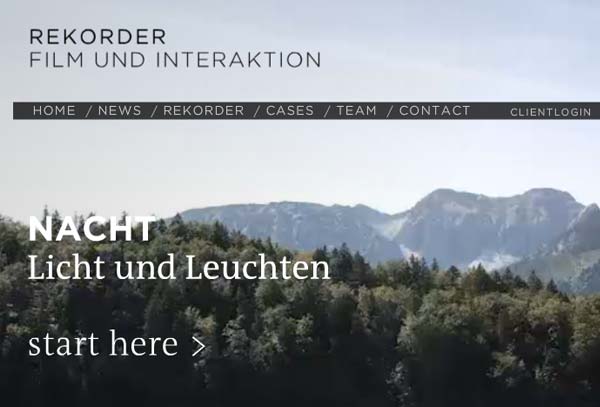 REKORDER
FILM UND INTERAKTION
HOME / NEWS / REKORDER / CASES / TEAM / CONTACT CLIENTLOGIN
NACHT
Licht und Leuchten
start here >